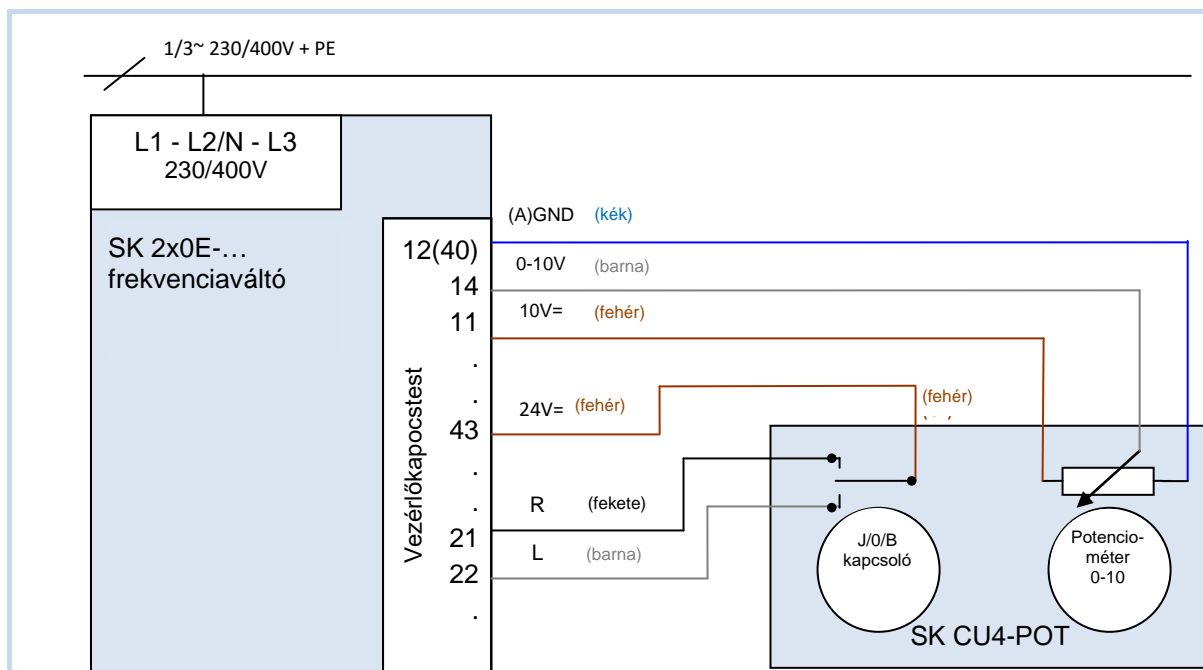 1/3~ 230/400V + PE
L1 - L2/N - L3
230/400V
SK 2x0E-…
frekvenciaváltó
Vezérlőkapocstest
12(40)
14
11
.
.
43
.
.
21
22
.
(A)GND (kék)
0-10V (barna)
10V= (fehér)
24V= (fehér)
(fehér)
R (fekete)
L (barna)
J/0/B
kapcsoló
Potencio-
méter
0-10
SK CU4-POT